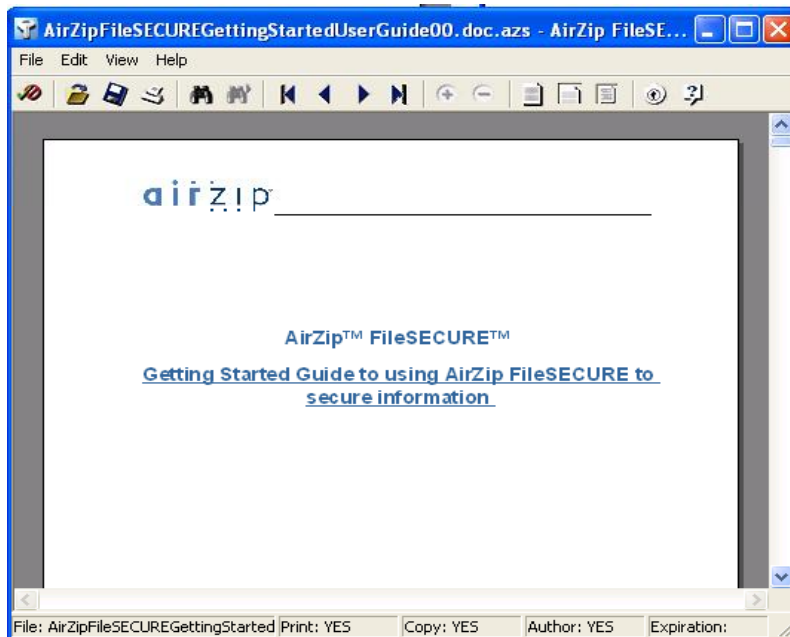 AirZipFileSECUREGettingStartedUserGuide00.doc.azs - AirZip FileSE...
File Edit View Help
airzip
AirZip™ FileSECURE™
Getting Started Guide to using AirZip FileSECURE to
secure information
File: AirZipFileSECUREGettingStarted Print: YES Copy: YES Author: YES Expiration: